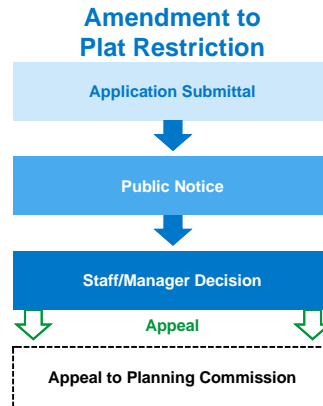 Amendment to
Plat Restriction
Application Submittal
Public Notice
Staff/Manager Decision
Appeal
Appeal to Planning Commission